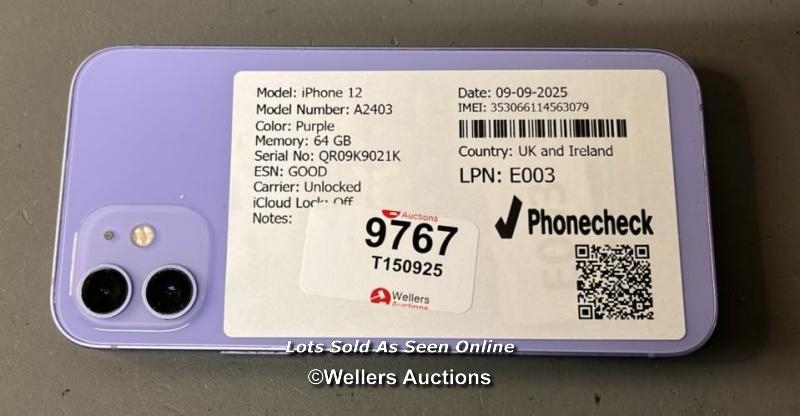 Model: iPhone 12
Model Number: A2403
Color: Purple
Memory: 64 GB
Serial No: QR09K9021K
ESN: GOOD
Carrier: Unlocked
iCloud Lock: Off
Notes:
Date: 09-09-2025
IMEI: 353066114563079
Country: UK and Ireland
LPN: E003
Phonecheck
Auctions
9767
T150925
Wellers
Auctions
Lots Sold As Seen Online
©Wellers Auctions